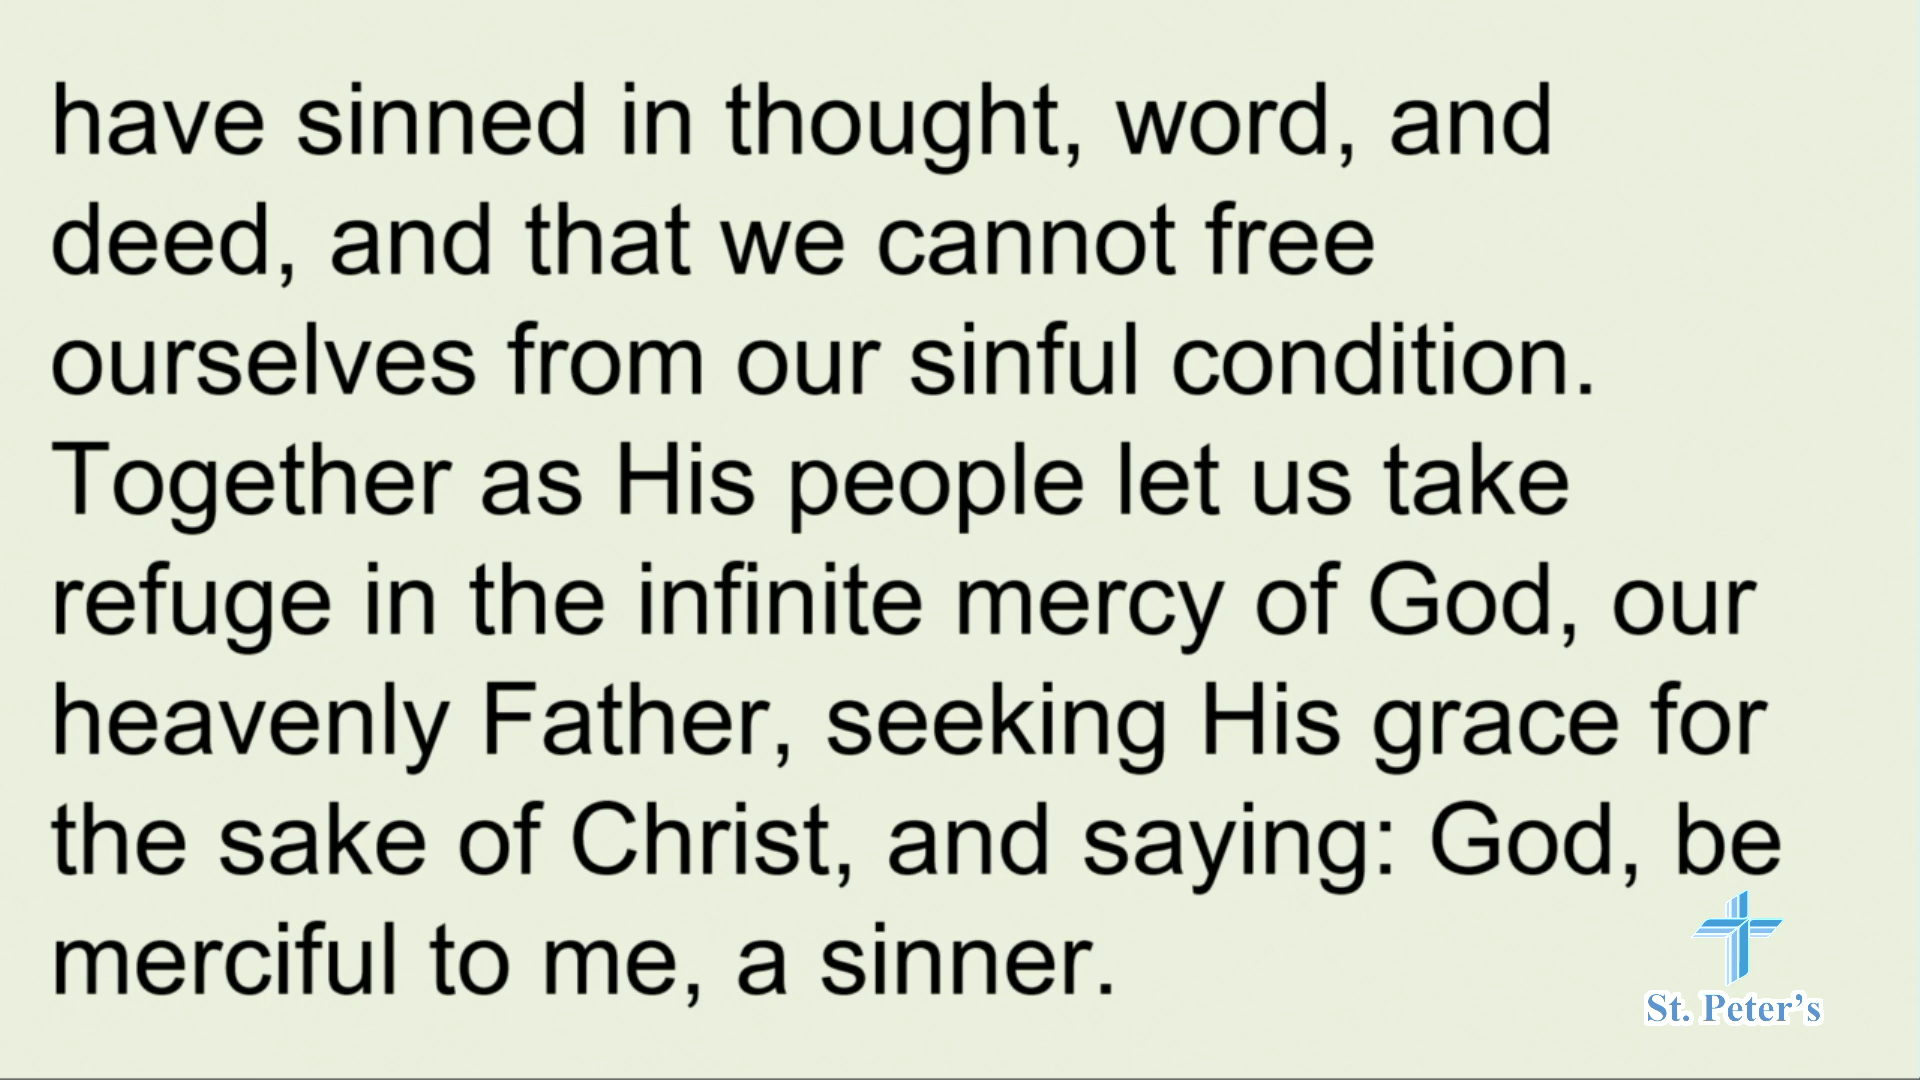 have sinned in thought, word, and
deed, and that we cannot free
ourselves from our sinful condition.
Together as His people let us take
refuge in the infinite mercy of God, our
heavenly Father, seeking His grace for
the sake of Christ, and saying: God, be
merciful to me, a sinner.
St. Peter's